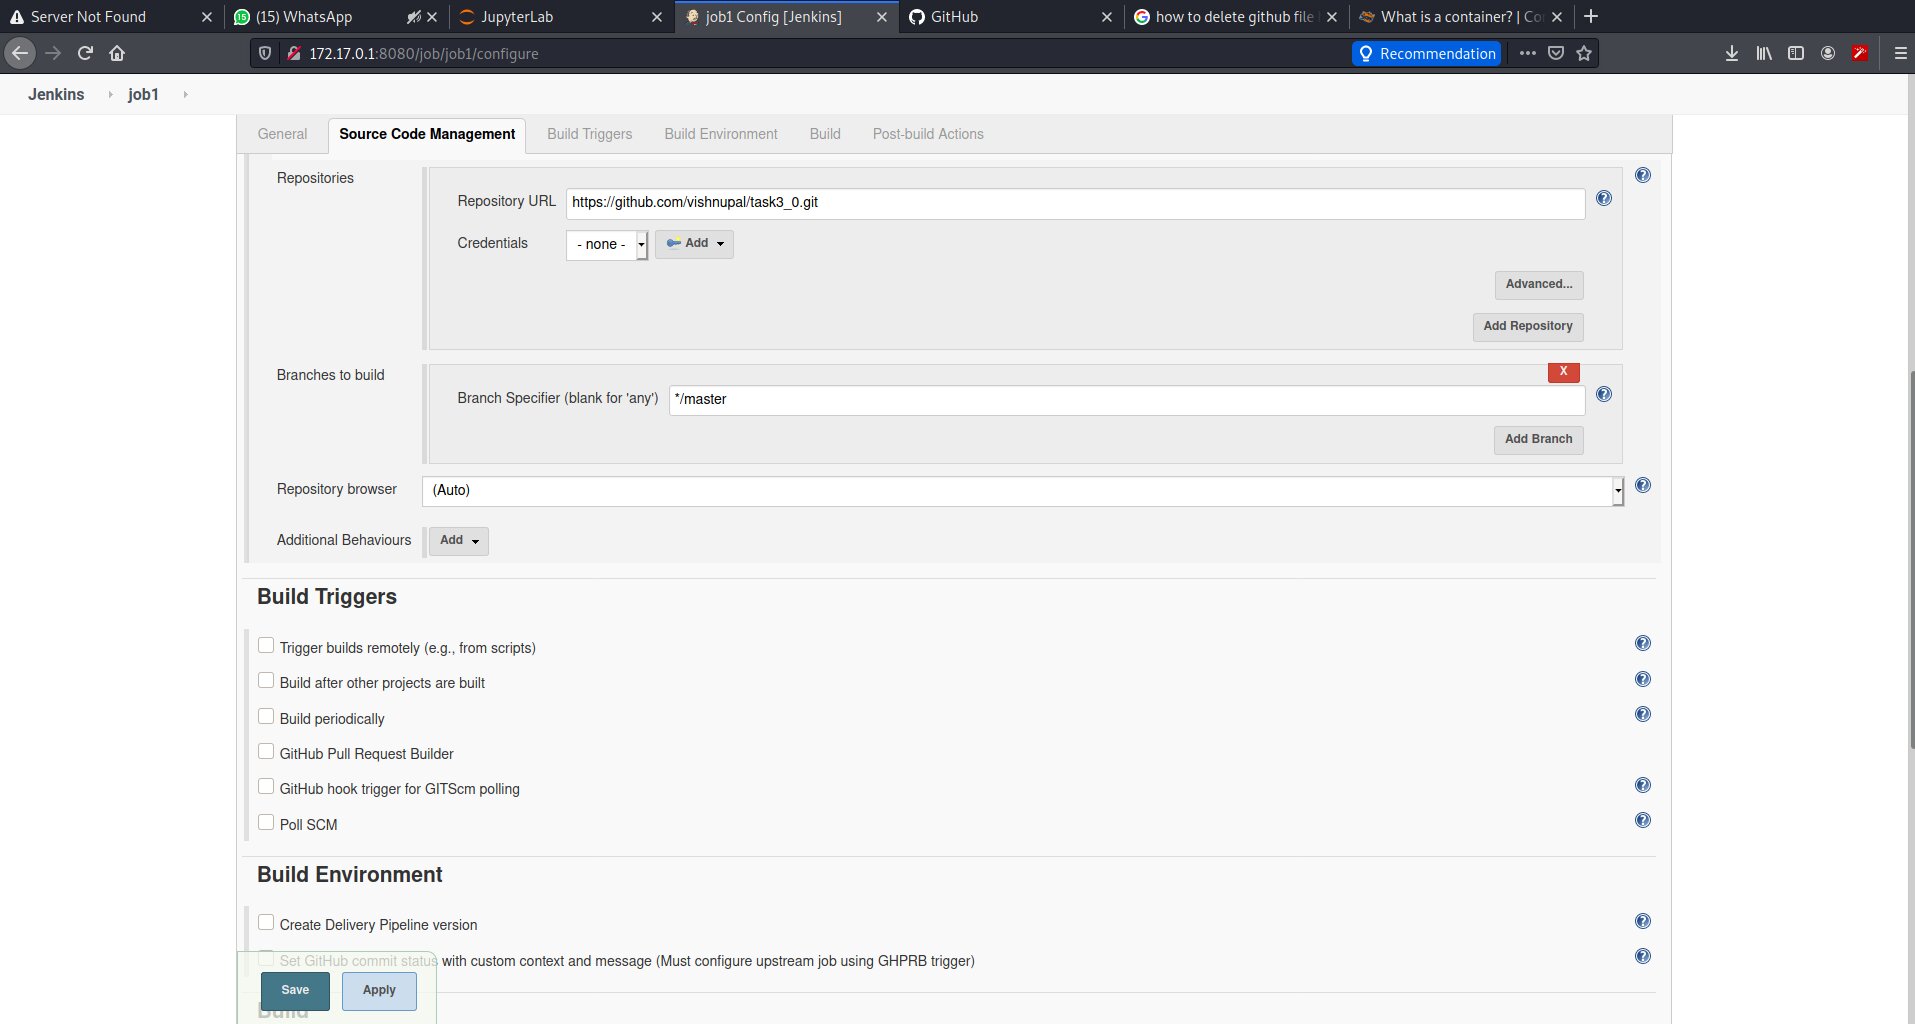 Server Not Found
(15) WhatsApp
JupyterLab
job1 Config [Jenkins]
GitHub
how to delete github file
What is a container? | Co
172.17.0.1:8080/job/job1/configure
Recommendation
Jenkins
job1
General
Source Code Management
Build Triggers
Build Environment
Build
Post-build Actions
Repositories
Repository URL
https://github.com/vishnupal/task3_0.git
Credentials
- none -
Add
Advanced...
Add Repository
Branches to build
X
Branch Specifier (blank for 'any')
*/master
Add Branch
Repository browser
(Auto)
Additional Behaviours
Add
Build Triggers
Trigger builds remotely (e.g., from scripts)
Build after other projects are built
Build periodically
GitHub Pull Request Builder
GitHub hook trigger for GITScm polling
Poll SCM
Build Environment
Create Delivery Pipeline version
Set GitHub commit status with custom context and message (Must configure upstream job using GHPRB trigger)
Save
Apply
Build